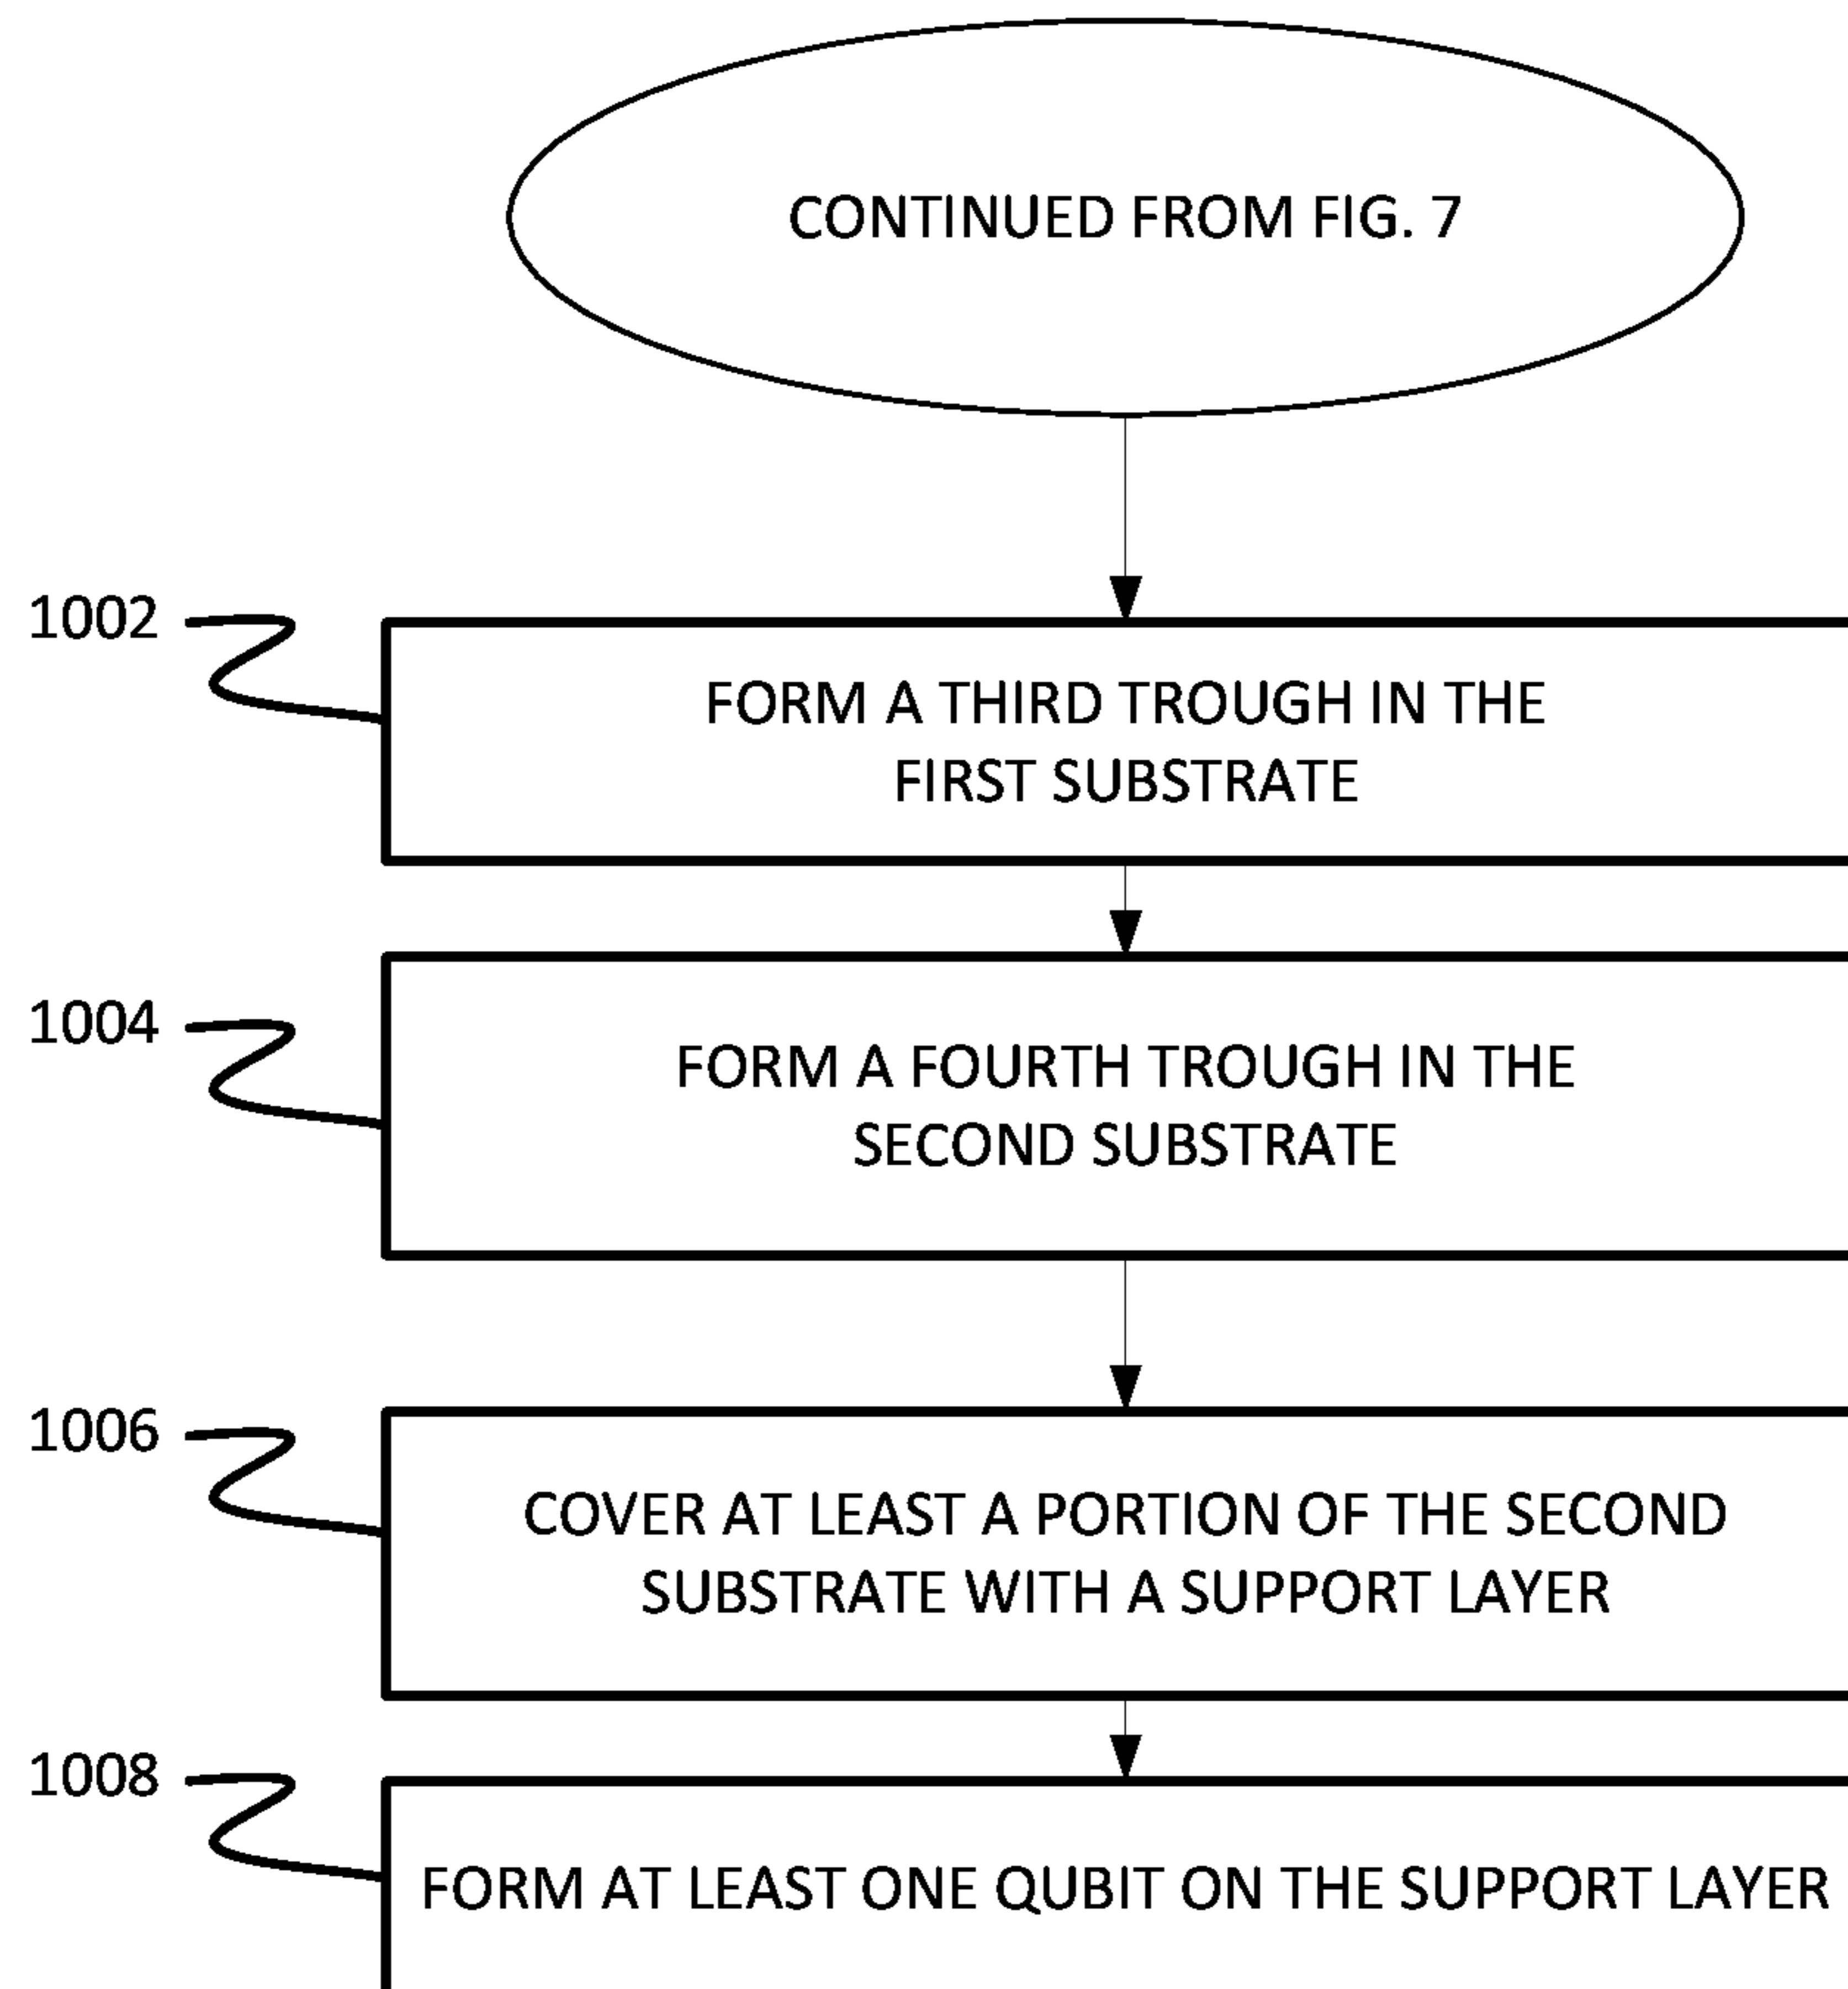 CONTINUED FROM FIG. 7
1002
FORM A THIRD TROUGH IN THE
FIRST SUBSTRATE
1004
FORM A FOURTH TROUGH IN THE
SECOND SUBSTRATE
1006
COVER AT LEAST A PORTION OF THE SECOND
SUBSTRATE WITH A SUPPORT LAYER
1008
FORM AT LEAST ONE QUBIT ON THE SUPPORT LAYER